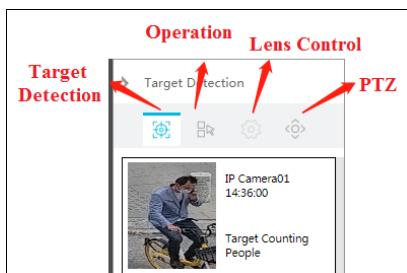 Operation
Lens Control
Target
Detection
PTZ
Target Detection
IP Camera01
14:36:00
Target Counting
People